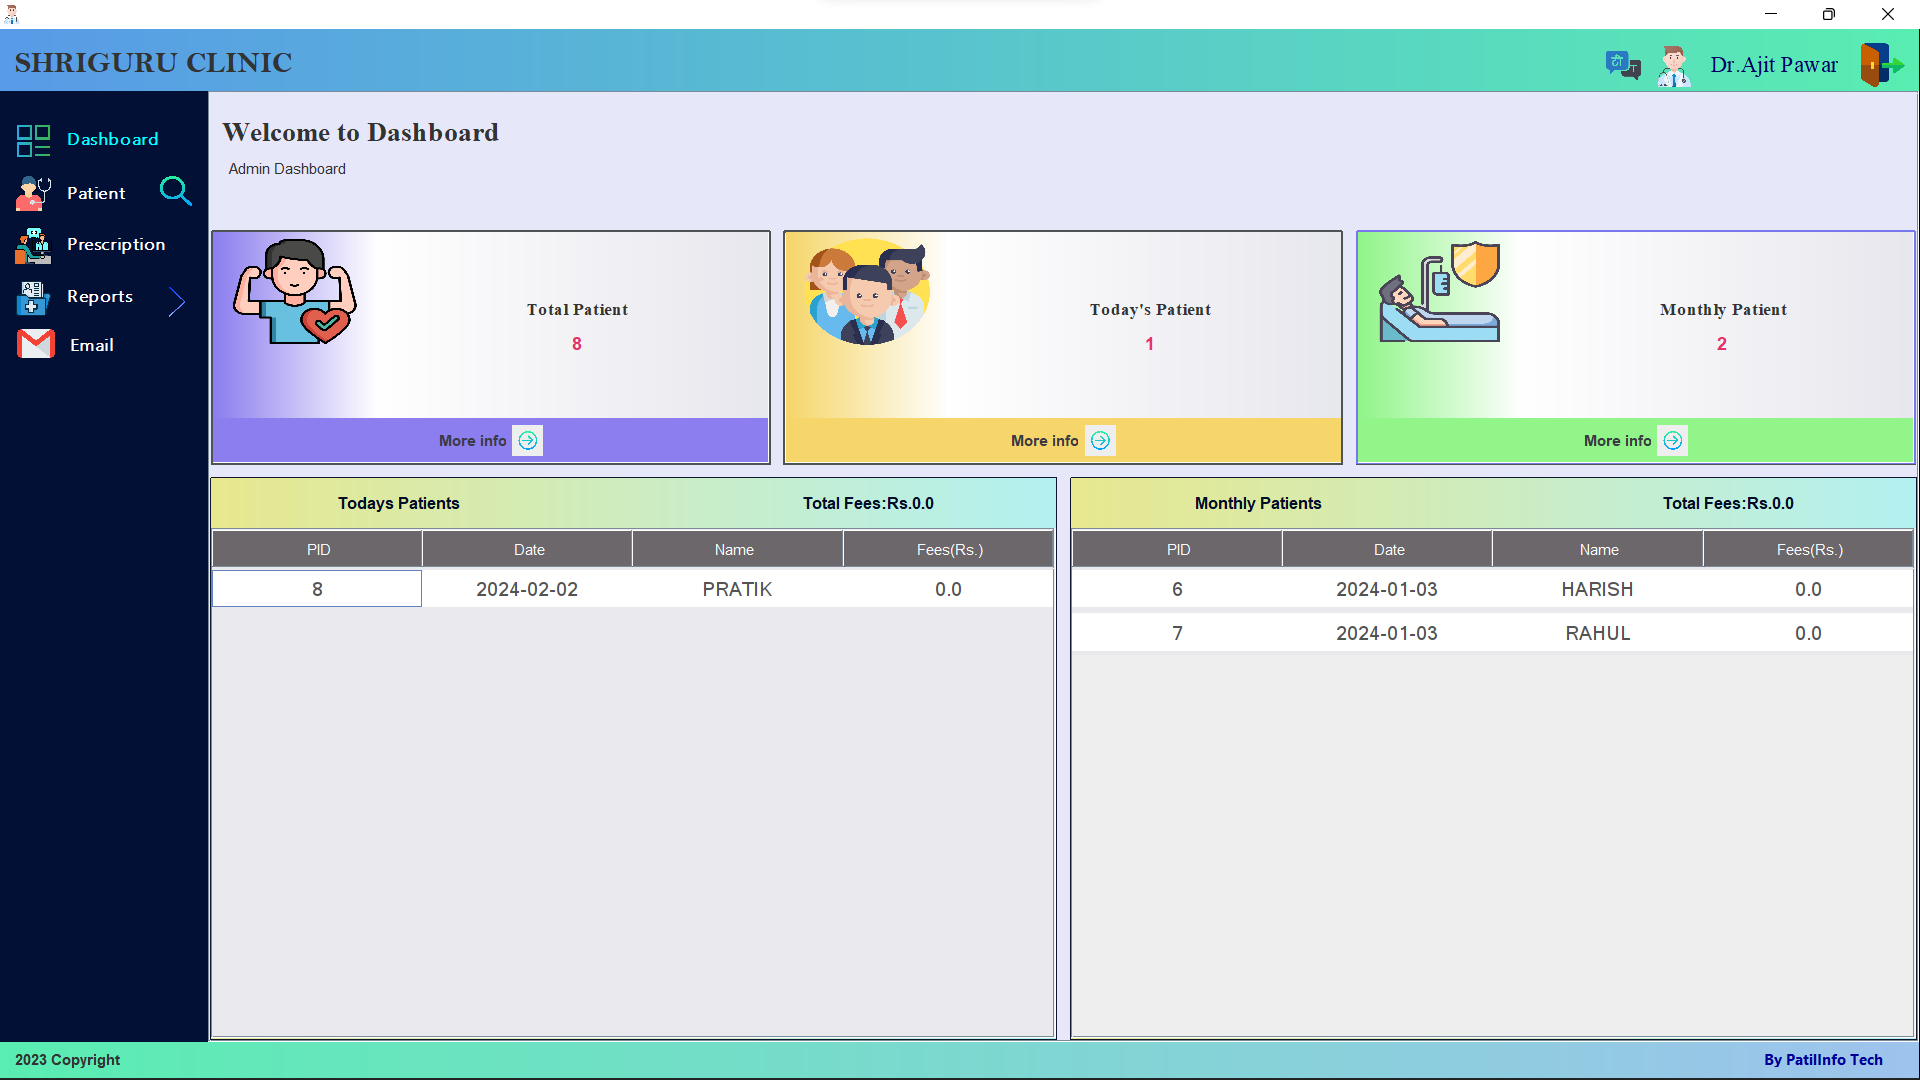 SHRIGURU CLINIC
Dr.Ajit Pawar
Dashboard
Patient
Prescription
Reports
Email
Welcome to Dashboard
Admin Dashboard
Total Patient
8
More info
Today's Patient
1
More info
Monthly Patient
2
More info
Todays Patients Total Fees:Rs.0.0
PID Date Name Fees(Rs.)
8 2024-02-02 PRATIK 0.0
Monthly Patients Total Fees:Rs.0.0
PID Date Name Fees(Rs.)
6 2024-01-03 HARISH 0.0
7 2024-01-03 RAHUL 0.0
2023 Copyright
By PatilInfo Tech